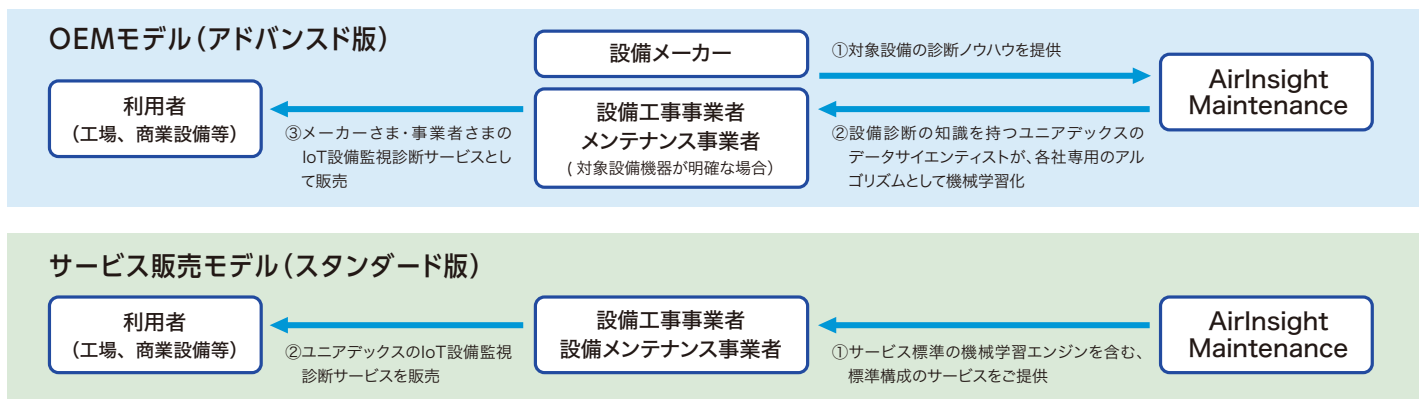 OEMモデル（アドバンスド版）
設備メーカー
①対象設備の診断ノウハウを提供
AirInsight
Maintenance
利用者
（工場、商業設備等）
設備工事事業者
メンテナンス事業者
( 対象設備機器が明確な場合）
③メーカーさま・事業者さまの
IoT設備監視診断サービスとし
て販売
②設備診断の知識を持つユニアデックスの
データサイエンティストが、各社専用のアル
ゴリズムとして機械学習化
サービス販売モデル（スタンダード版）
利用者
（工場、商業設備等）
設備工事事業者
設備メンテナンス事業者
AirInsight
Maintenance
②ユニアデックスのIoT設備監視
診断サービスを販売
①サービス標準の機械学習エンジンを含む、
標準構成のサービスをご提供